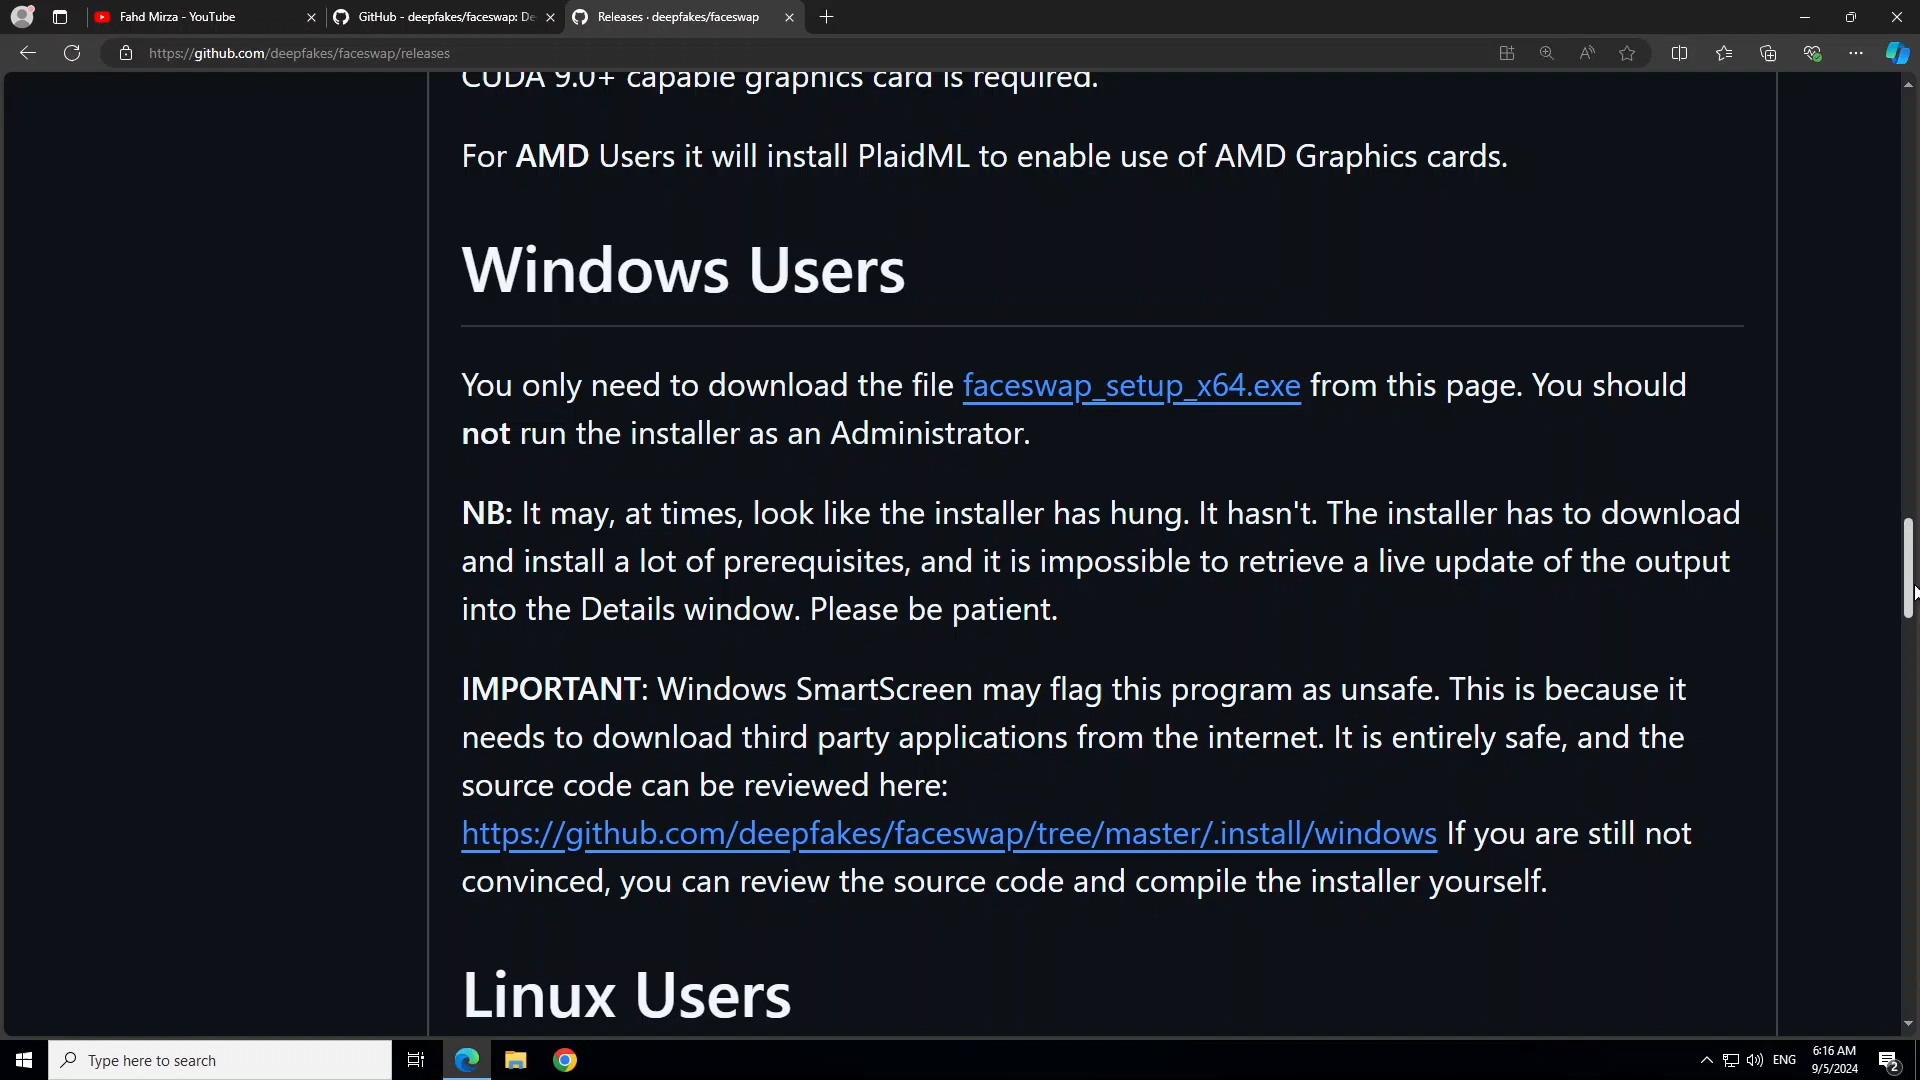 Fahd Mirza - YouTube
GitHub - deepfakes/faceswap: De
Releases · deepfakes/faceswap
https://github.com/deepfakes/faceswap/releases
CUDA 9.0+ capable graphics card is required.
For AMD Users it will install PlaidML to enable use of AMD Graphics cards.
Windows Users
You only need to download the file faceswap_setup_x64.exe from this page. You should
not run the installer as an Administrator.
NB: It may, at times, look like the installer has hung. It hasn't. The installer has to download
and install a lot of prerequisites, and it is impossible to retrieve a live update of the output
into the Details window. Please be patient.
IMPORTANT: Windows SmartScreen may flag this program as unsafe. This is because it
needs to download third party applications from the internet. It is entirely safe, and the
source code can be reviewed here:
https://github.com/deepfakes/faceswap/tree/master/.install/windows If you are still not
convinced, you can review the source code and compile the installer yourself.
Linux Users
Type here to search
ENG
6:16 AM
9/5/2024
2